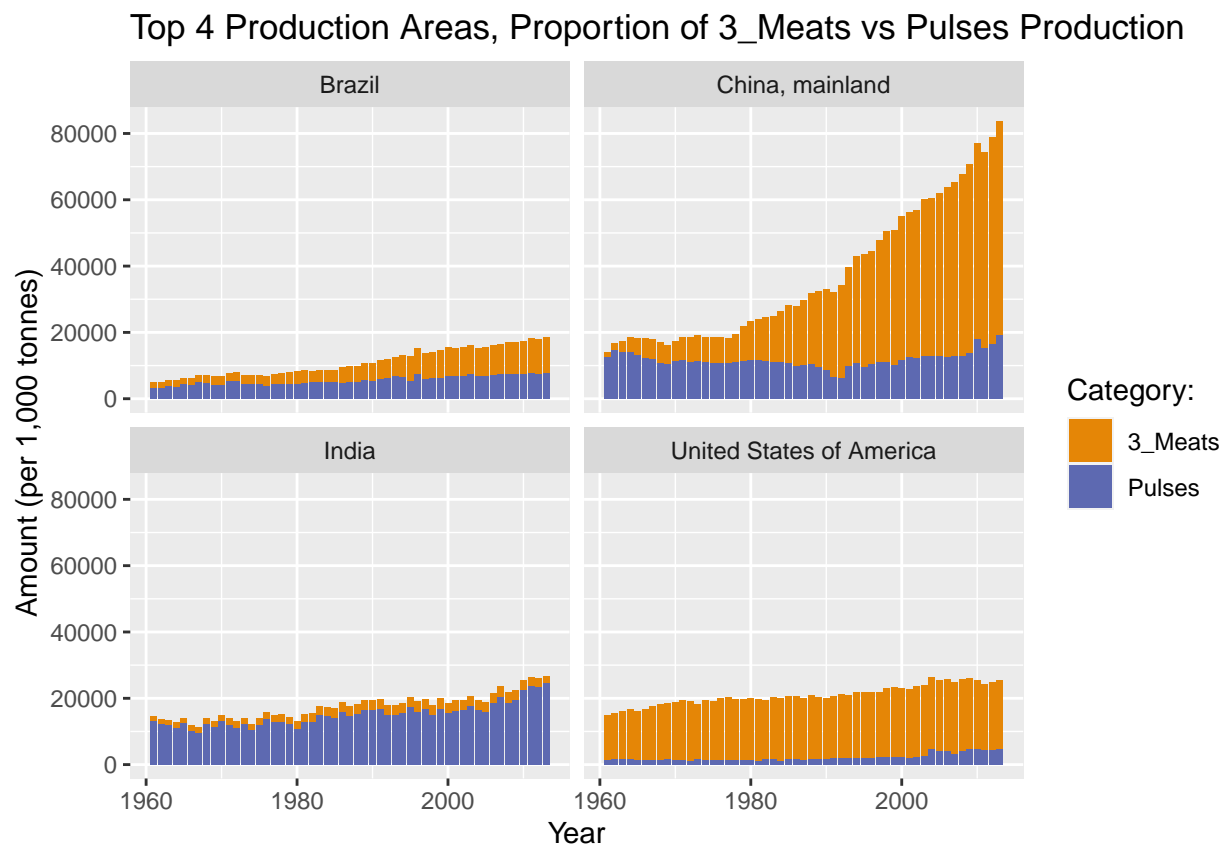 Top 4 Production Areas, Proportion of 3_Meats vs Pulses Production
Brazil
China, mainland
80000
60000
40000
20000
0
India
United States of America
80000
60000
40000
20000
0
1960
1980
2000
1960
1980
2000
Year
Amount (per 1,000 tonnes)
Category:
3_Meats
Pulses